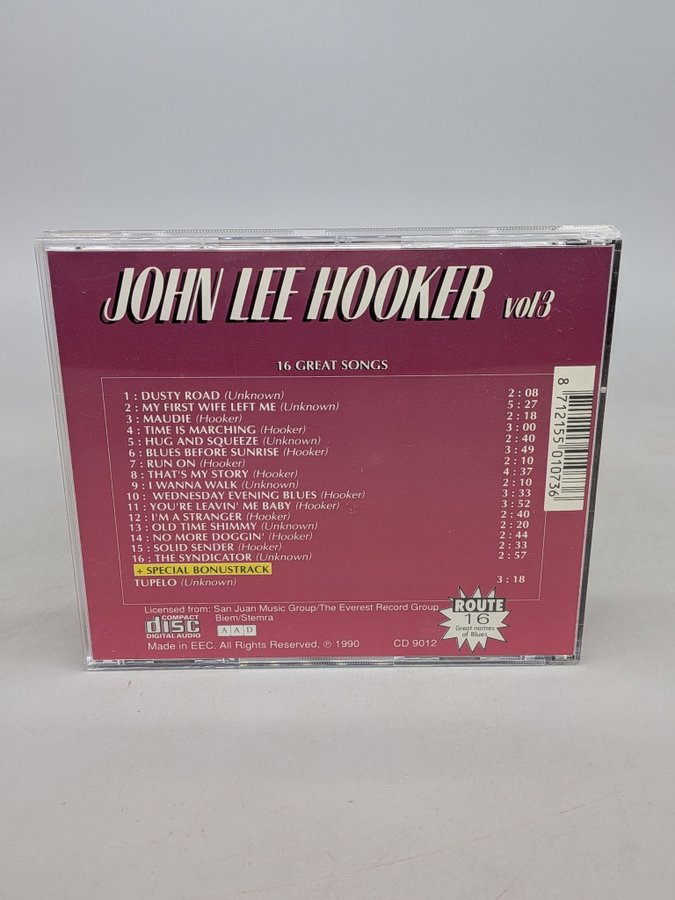 JOHN LEE HOOKER vol3
16 GREAT SONGS
1 : DUSTY ROAD (Unknown) 2 : 08
2 : MY FIRST WIFE LEFT ME (Unknown) 5 : 27
3 : MAUDIE (Hooker) 2 : 18
4 : TIME IS MARCHING (Hooker) 3 : 00
5 : HUG AND SQUEEZE (Unknown) 2 : 40
6 : BLUES BEFORE SUNRISE (Hooker) 3 : 49
7 : RUN ON (Hooker) 2 : 10
8 : THAT'S MY STORY (Hooker) 4 : 37
9 : I WANNA WALK (Unknown) 2 : 10
10 : WEDNESDAY EVENING BLUES (Hooker) 3 : 33
11 : YOU'RE LEAVIN' ME BABY (Hooker) 3 : 52
12 : I'M A STRANGER (Hooker) 2 : 40
13 : OLD TIME SHIMMY (Unknown) 2 : 20
14 : NO MORE DOGGIN' (Hooker) 2 : 44
15 : SOLID SENDER (Hooker) 2 : 33
16 : THE SYNDICATOR (Unknown) 2 : 57
+ SPECIAL BONUSTRACK
TUPELO (Unknown) 3 : 18
8 712155 010736
Licensed from: San Juan Music Group/The Everest Record Group
Biem/Stemra
COMPACT
disc
DIGITAL AUDIO
A A D
Made in EEC. All Rights Reserved, ℗ 1990 CD 9012
ROUTE
16
Great names
of Blues